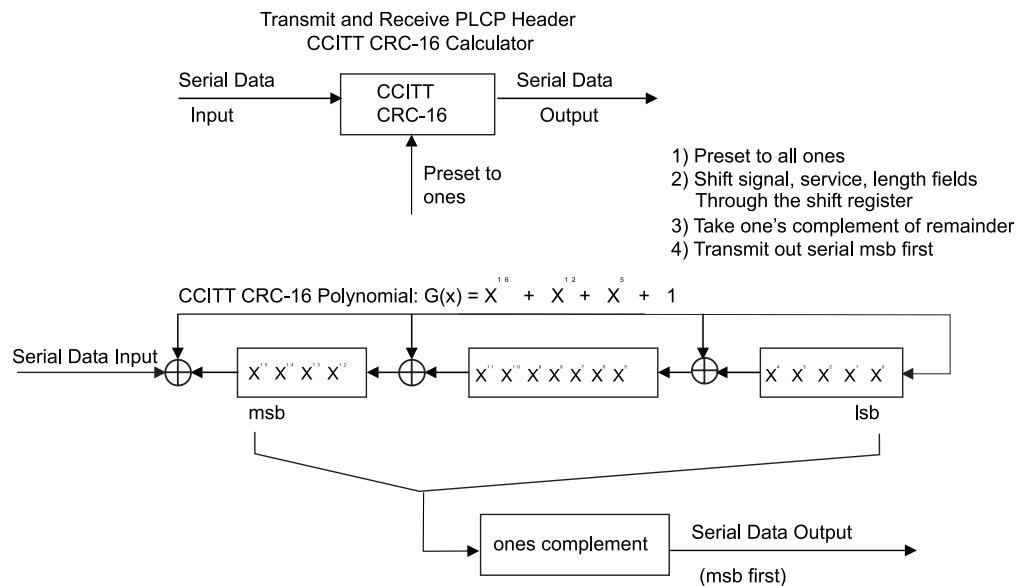 Transmit and Receive PLCP Header
CCITT CRC-16 Calculator
Serial Data
Input
CCITT
CRC-16
Serial Data
Output
Preset to
ones
1) Preset to all ones
2) Shift signal, service, length fields
Through the shift register
3) Take one's complement of remainder
4) Transmit out serial msb first
CCITT CRC-16 Polynomial: G(x) = X¹⁶ + X¹² + X⁵ + 1
Serial Data Input
X¹⁵ X¹⁴ X¹³ X¹²
X¹¹ X¹⁰ X⁹ X⁸ X⁷ X⁶ X⁵
X⁴ X³ X² X¹ X⁰
msb
lsb
ones complement
Serial Data Output
(msb first)